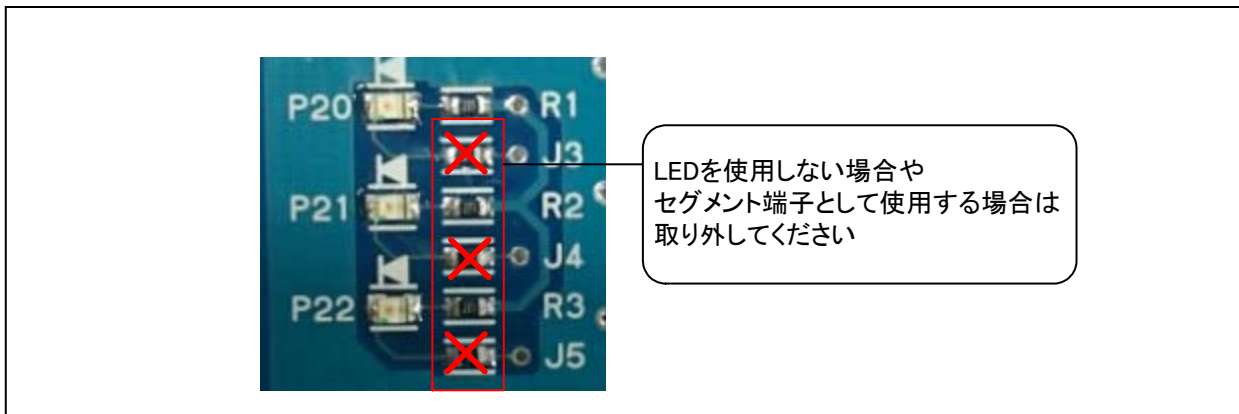 P20 R1
J3
P21 R2
J4
P22 R3
J5
LEDを使用しない場合や
セグメント端子として使用する場合は
取り外してください